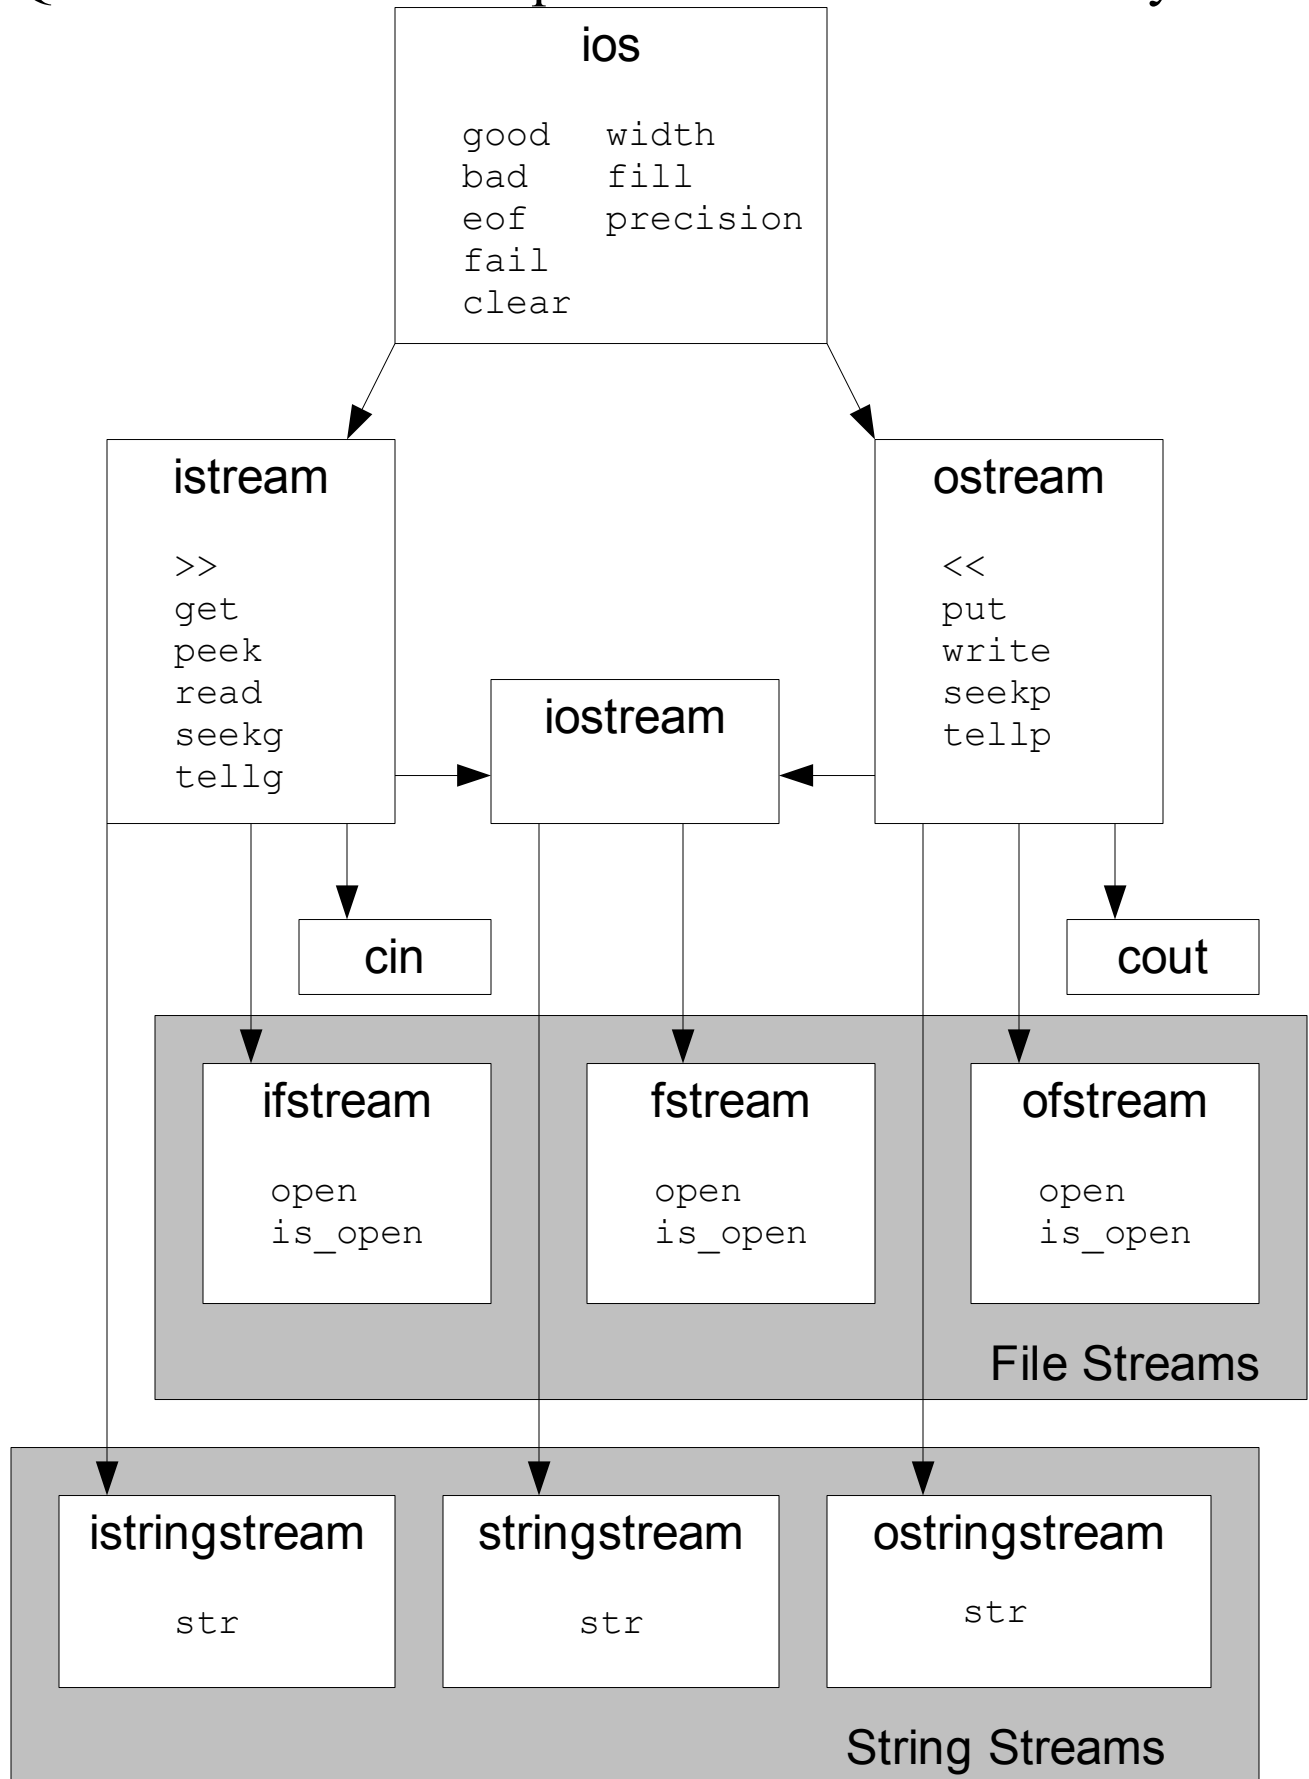 ios
good width
bad fill
eof precision
fail
clear
istream
>>
get
peek
read
seekg
tellg
ostream
<<
put
write
seekp
tellp
iostream
cin
cout
ifstream
open
is_open
fstream
open
is_open
ofstream
open
is_open
File Streams
istringstream
str
stringstream
str
ostringstream
str
String Streams